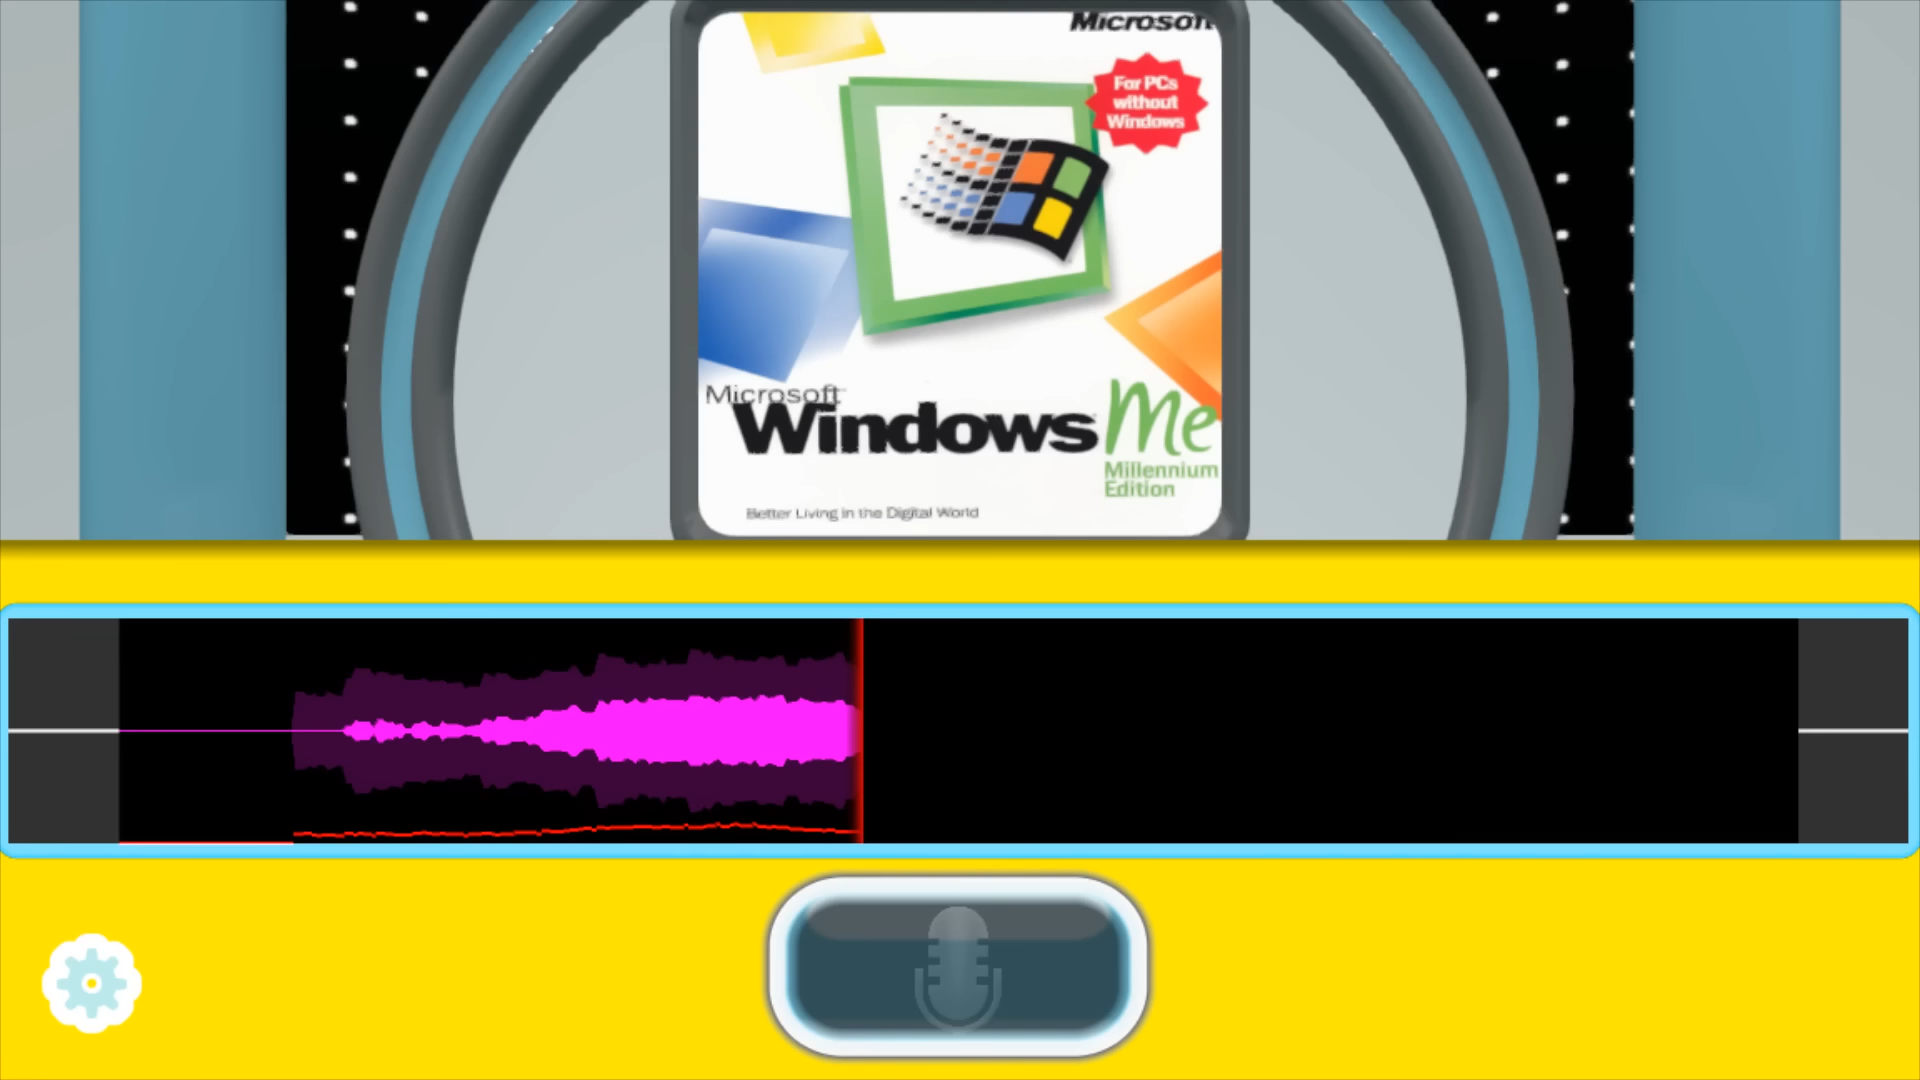 Microsoft
For PCs
without
Windows
Microsoft
Windows Me
Millennium
Edition
Better Living in the Digital World